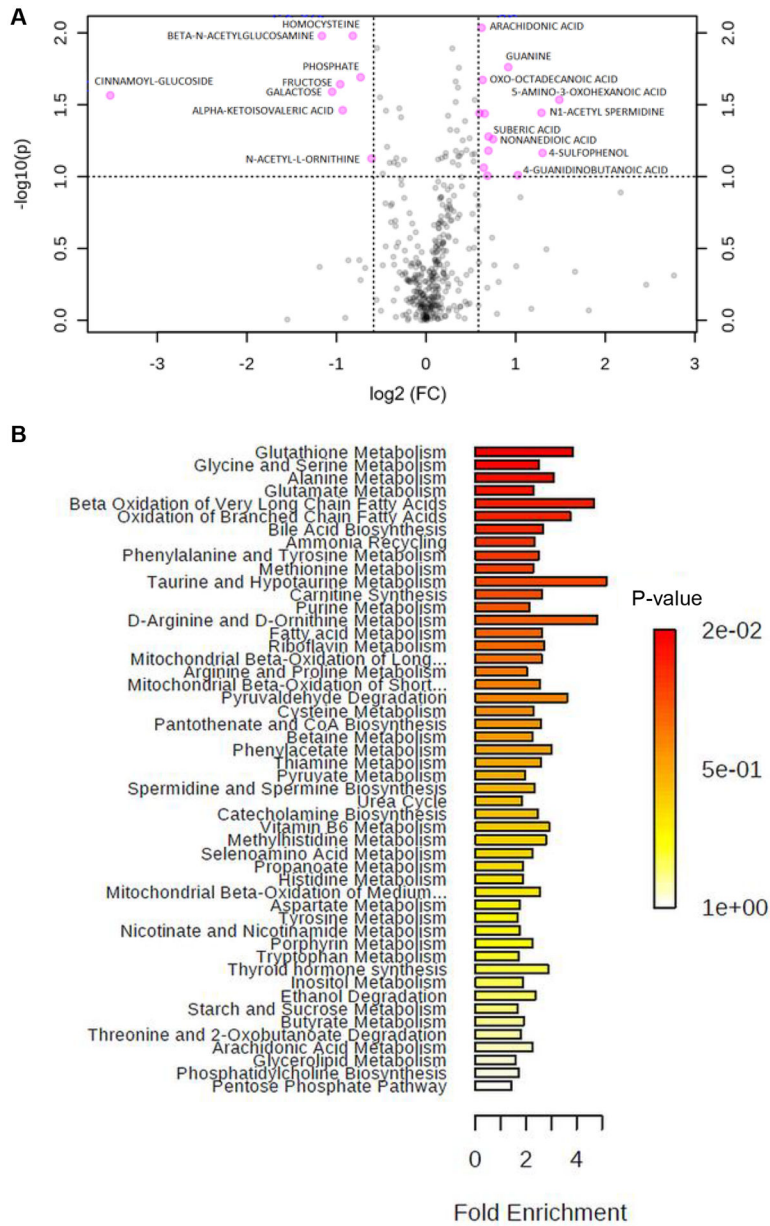 A
HOMOCYSTEINE
BETA-N-ACETYLGLUCOSAMINE
ARACHIDONIC ACID
GUANINE
PHOSPHATE
OXO-OCTADECANOIC ACID
CINNAMOYL-GLUCOSIDE
FRUCTOSE
GALACTOSE
5-AMINO-3-OXOHEXANOIC ACID
ALPHA-KETOISOVALERIC ACID
N1-ACETYL SPERMIDINE
SUBERIC ACID
NONANEDIOIC ACID
N-ACETYL-L-ORNITHINE
4-SULFOPHENOL
4-GUANIDINOBUTANOIC ACID
-log10(p)
2.0
1.5
1.0
0.5
0.0
2.0
1.5
1.0
0.5
0.0
-3 -2 -1 0 1 2 3
log2 (FC)
B
Glutathione Metabolism
Glycine and Serine Metabolism
Alanine Metabolism
Glutamate Metabolism
Beta Oxidation of Very Long Chain Fatty Acids
Oxidation of Branched Chain Fatty Acids
Bile Acid Biosynthesis
Ammonia Recycling
Phenylalanine and Tyrosine Metabolism
Methionine Metabolism
Taurine and Hypotaurine Metabolism
Carnitine Synthesis
Purine Metabolism
D-Arginine and D-Ornithine Metabolism
Fatty acid Metabolism
Riboflavin Metabolism
Mitochondrial Beta-Oxidation of Long...
Arginine and Proline Metabolism
Mitochondrial Beta-Oxidation of Short...
Pyruvaldehyde Degradation
Cysteine Metabolism
Pantothenate and CoA Biosynthesis
Betaine Metabolism
Phenylacetate Metabolism
Thiamine Metabolism
Pyruvate Metabolism
Spermidine and Spermine Biosynthesis
Urea Cycle
Catecholamine Biosynthesis
Vitamin B6 Metabolism
Methylhistidine Metabolism
Selenoamino Acid Metabolism
Propanoate Metabolism
Histidine Metabolism
Mitochondrial Beta-Oxidation of Medium...
Aspartate Metabolism
Tyrosine Metabolism
Nicotinate and Nicotinamide Metabolism
Porphyrin Metabolism
Tryptophan Metabolism
Thyroid hormone synthesis
Inositol Metabolism
Ethanol Degradation
Starch and Sucrose Metabolism
Butyrate Metabolism
Threonine and 2-Oxobutanoate Degradation
Arachidonic Acid Metabolism
Glycerolipid Metabolism
Phosphatidylcholine Biosynthesis
Pentose Phosphate Pathway
P-value
2e-02
5e-01
1e+00
0 2 4
Fold Enrichment